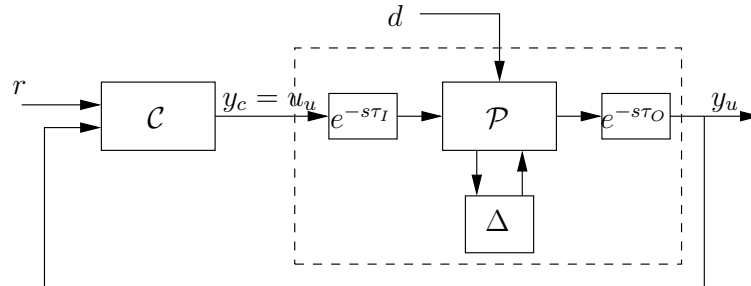 d
r
𝒞
y_c = u_u
e^{-sτ_I}
𝒫
e^{-sτ_O}
y_u
Δ